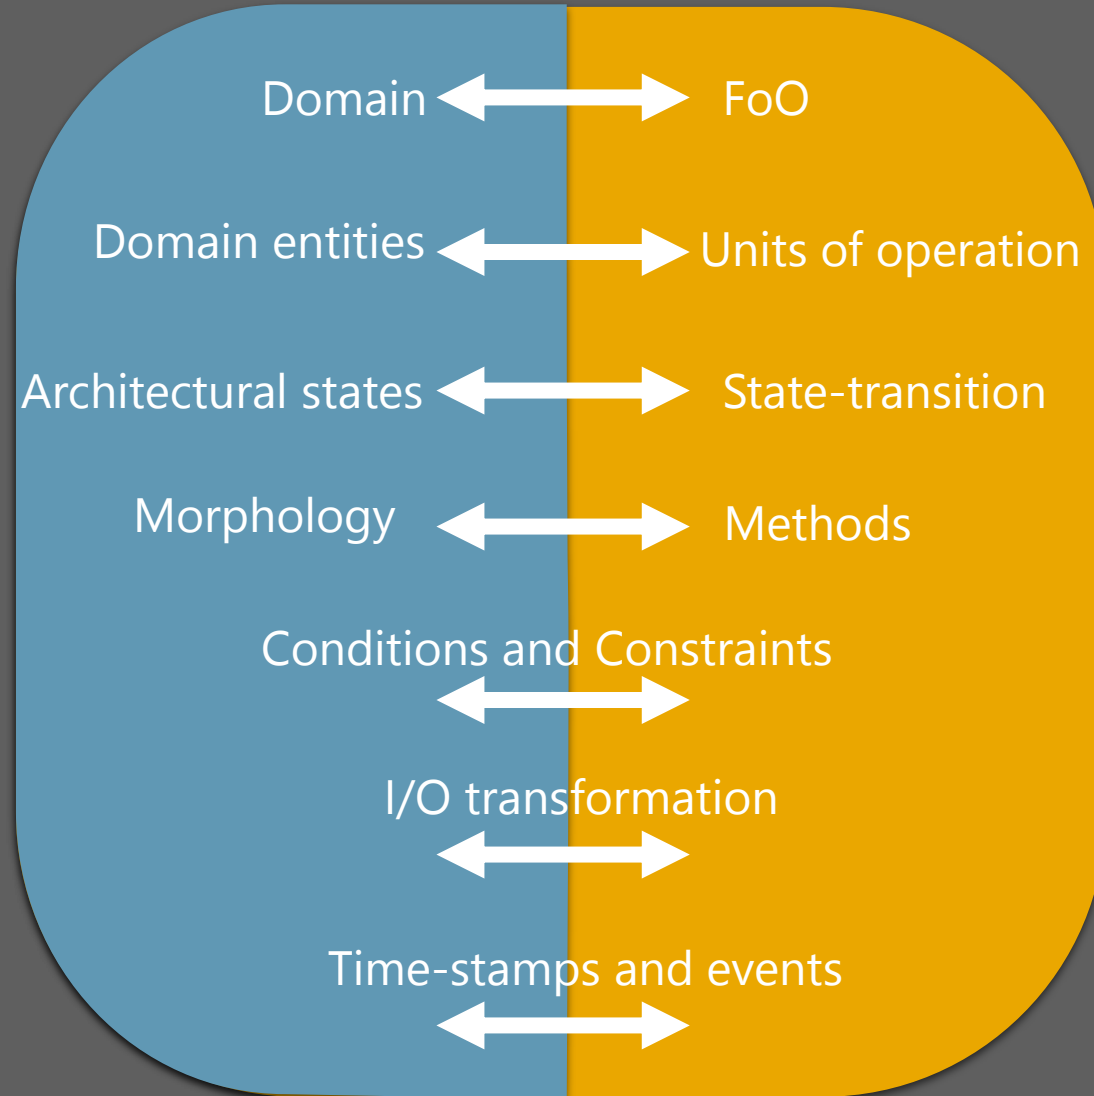 Domain FoO
Domain entities Units of operation
Architectural states State-transition
Morphology Methods
Conditions and Constraints
I/O transformation
Time-stamps and events